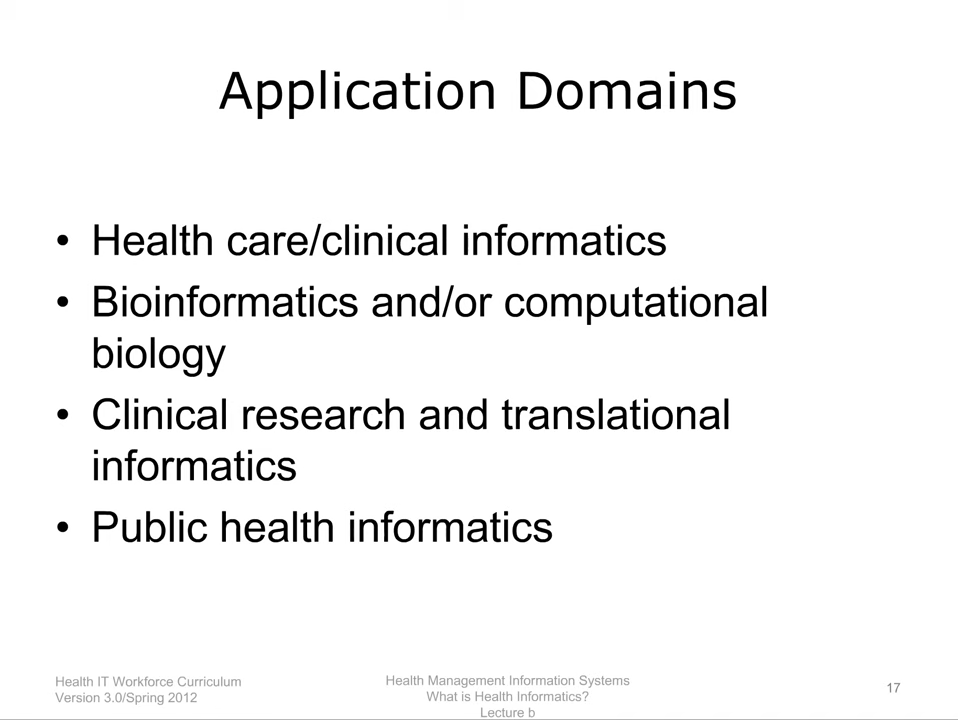 Application Domains
• Health care/clinical informatics
• Bioinformatics and/or computational
biology
• Clinical research and translational
informatics
• Public health informatics
Health IT Workforce Curriculum
Version 3.0/Spring 2012
Health Management Information Systems
What is Health Informatics?
Lecture b
17